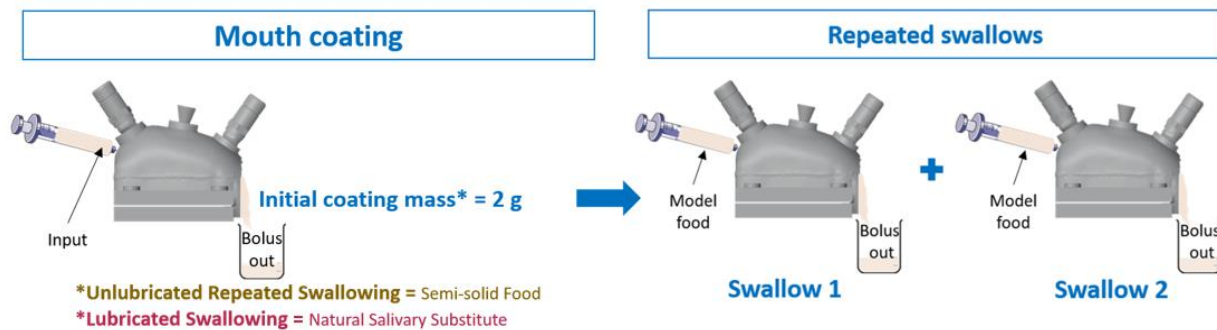 Mouth coating
Input
Bolus
out
Initial coating mass* = 2 g
*Unlubricated Repeated Swallowing = Semi-solid Food
*Lubricated Swallowing = Natural Salivary Substitute
Repeated swallows
Model
food
Bolus
out
Swallow 1
+
Model
food
Bolus
out
Swallow 2